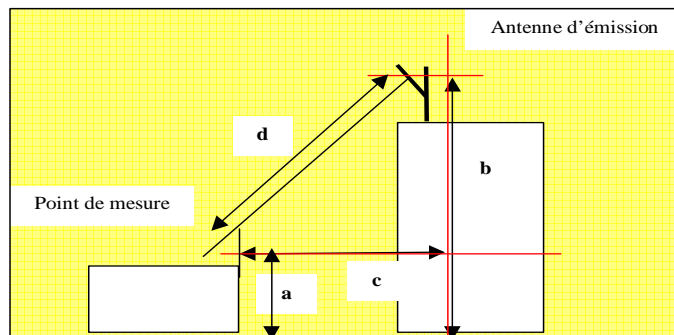 Antenne d'émission
d
b
Point de mesure
c
a